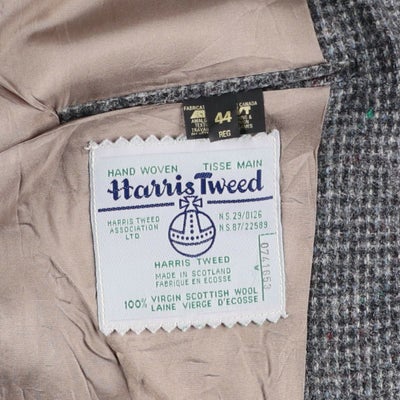 CANADA
44
REG
HAND WOVEN TISSE MAIN
Harris Tweed
HARRIS TWEED
ASSOCIATION
LTD
N.S. 29/0126
N.S. 87/22589
HARRIS TWEED
MADE IN SCOTLAND
FABRIQUE EN ECOSSE
100% VIRGIN SCOTTISH WOOL
LAINE VIERGE D'ECOSSE